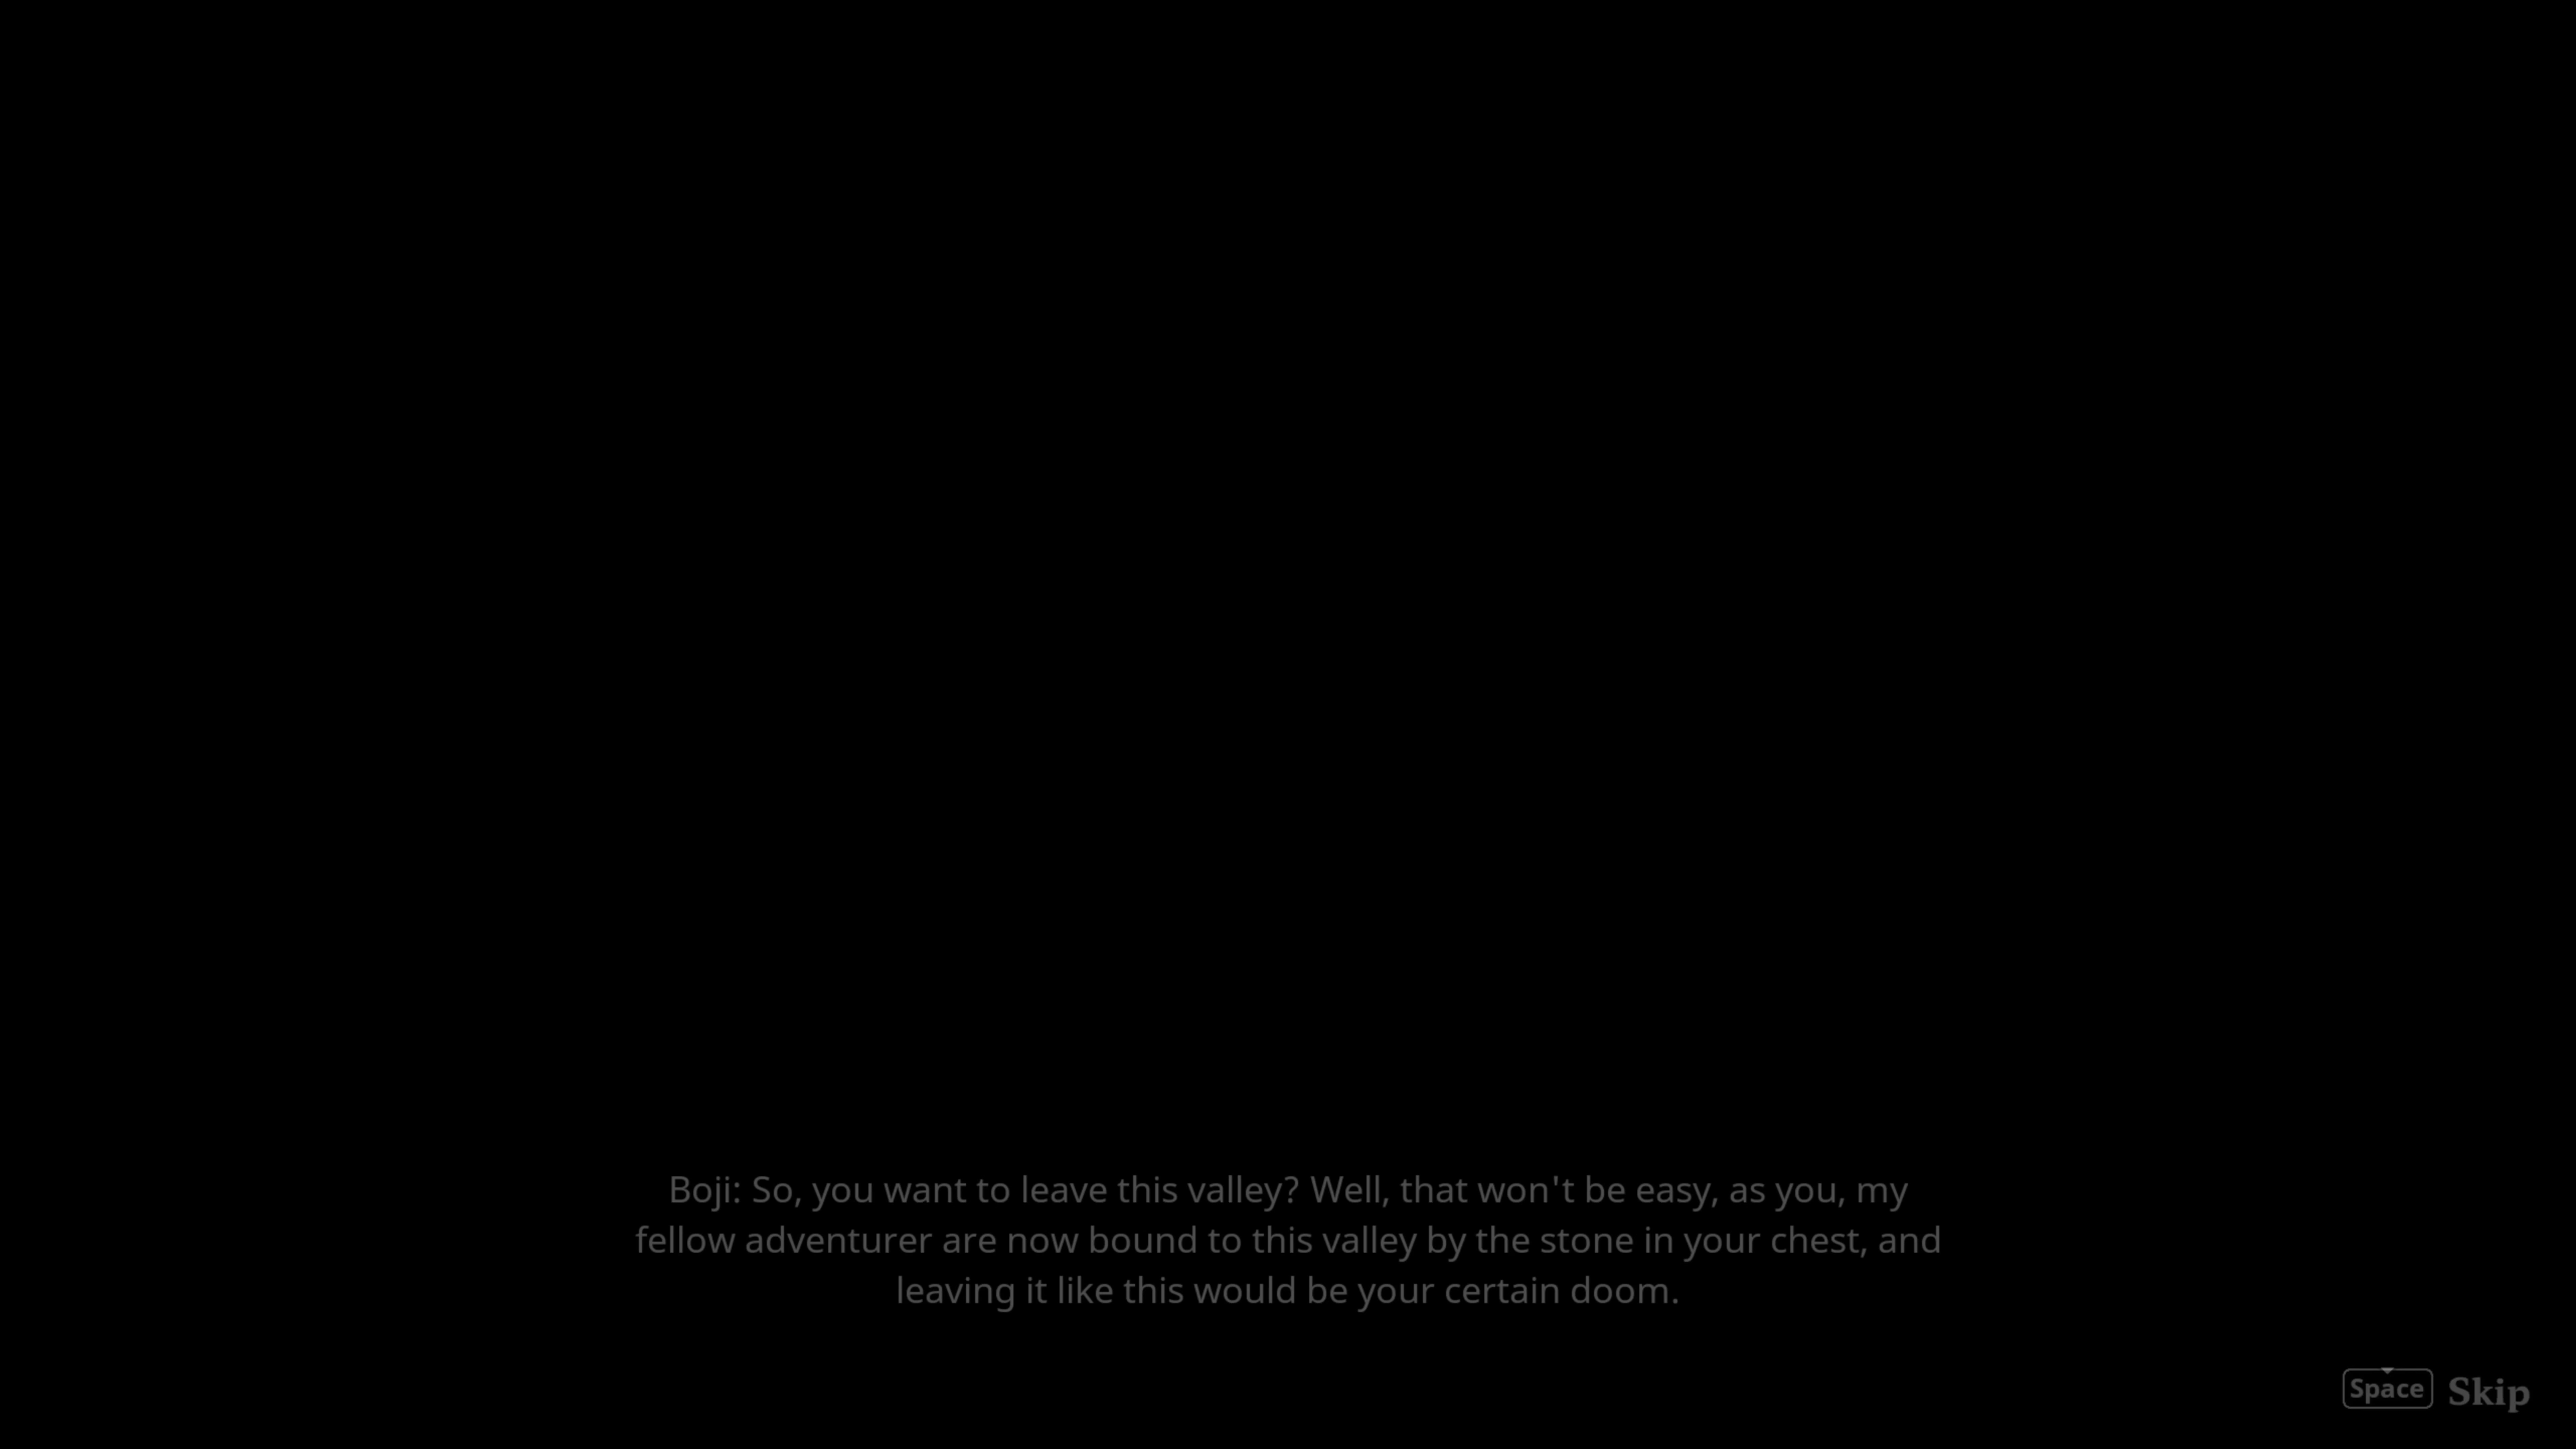 Boji: So, you want to leave this valley? Well, that won't be easy, as you, my
fellow adventurer are now bound to this valley by the stone in your chest, and
leaving it like this would be your certain doom.
Space Skip